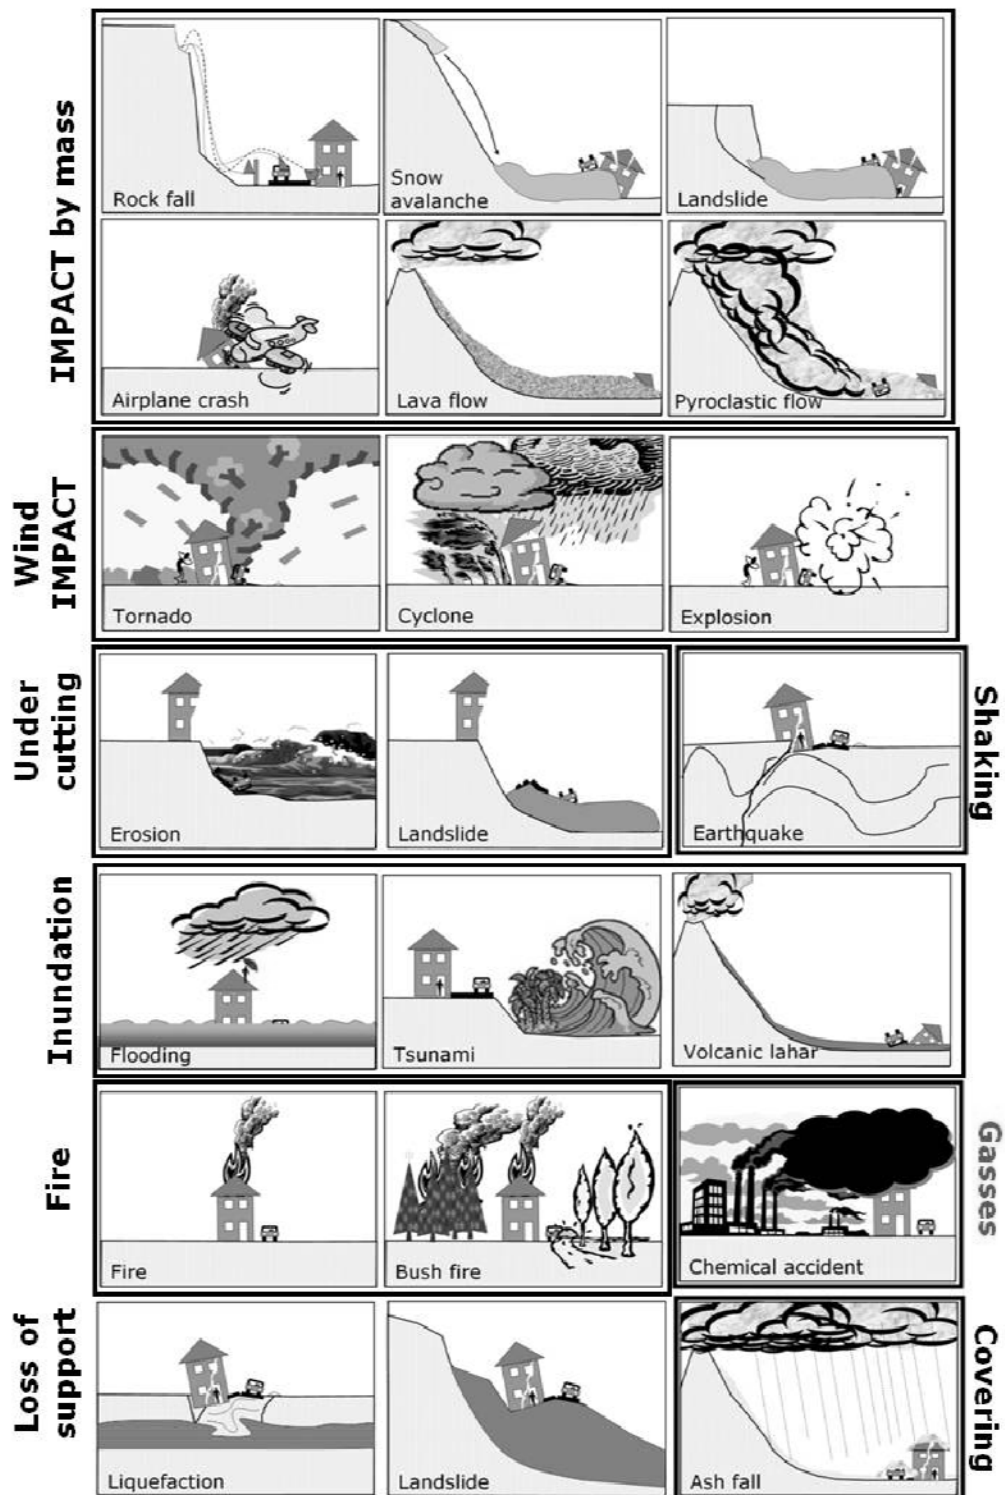 IMPACT by mass
Rock fall
Snow
avalanche
Landslide
Airplane crash
Lava flow
Pyroclastic flow
Wind
IMPACT
Tornado
Cyclone
Explosion
Under
cutting
Erosion
Landslide
Earthquake
Shaking
Inundation
Flooding
Tsunami
Volcanic lahar
Fire
Fire
Bush fire
Chemical accident
Gasses
Loss of
support
Liquefaction
Landslide
Ash fall
Covering